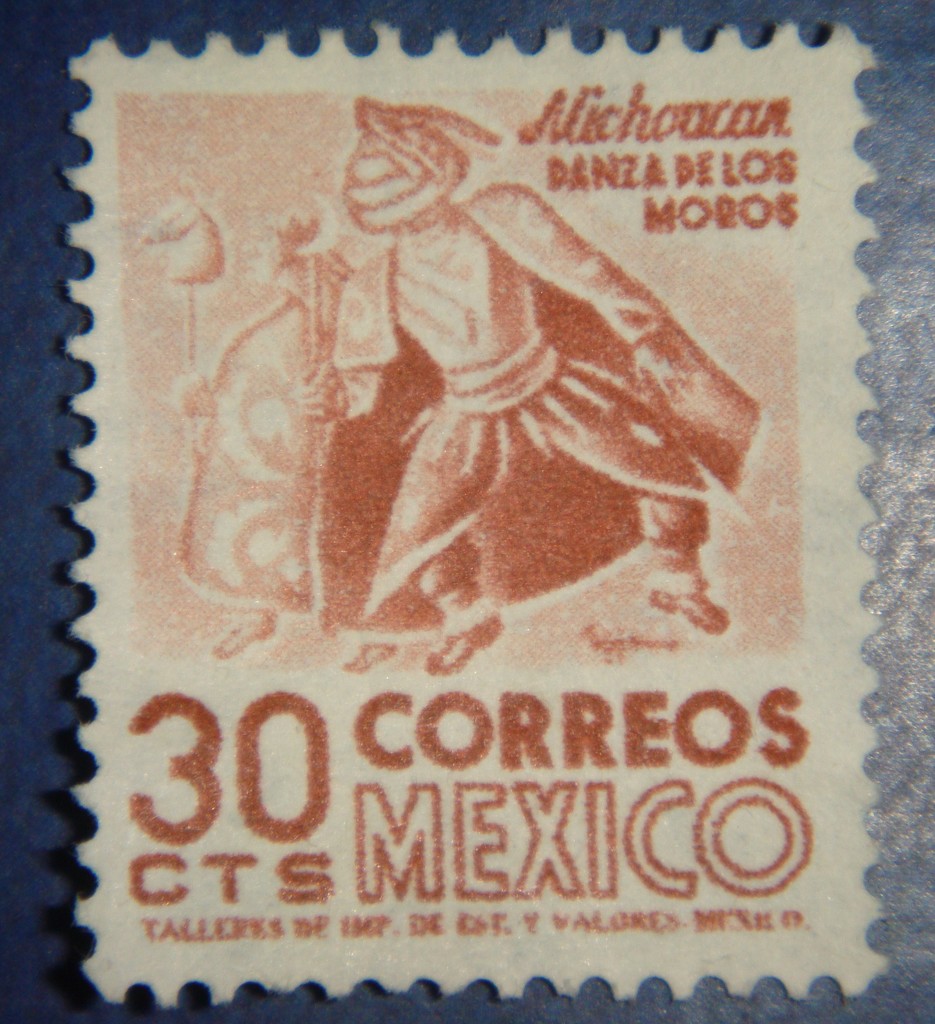 Michoacan
DANZA DE LOS
MOROS
30
CTS
CORREOS
MEXICO
TALLERES DE IMP. DE EST. Y VALORES-MEXICO.